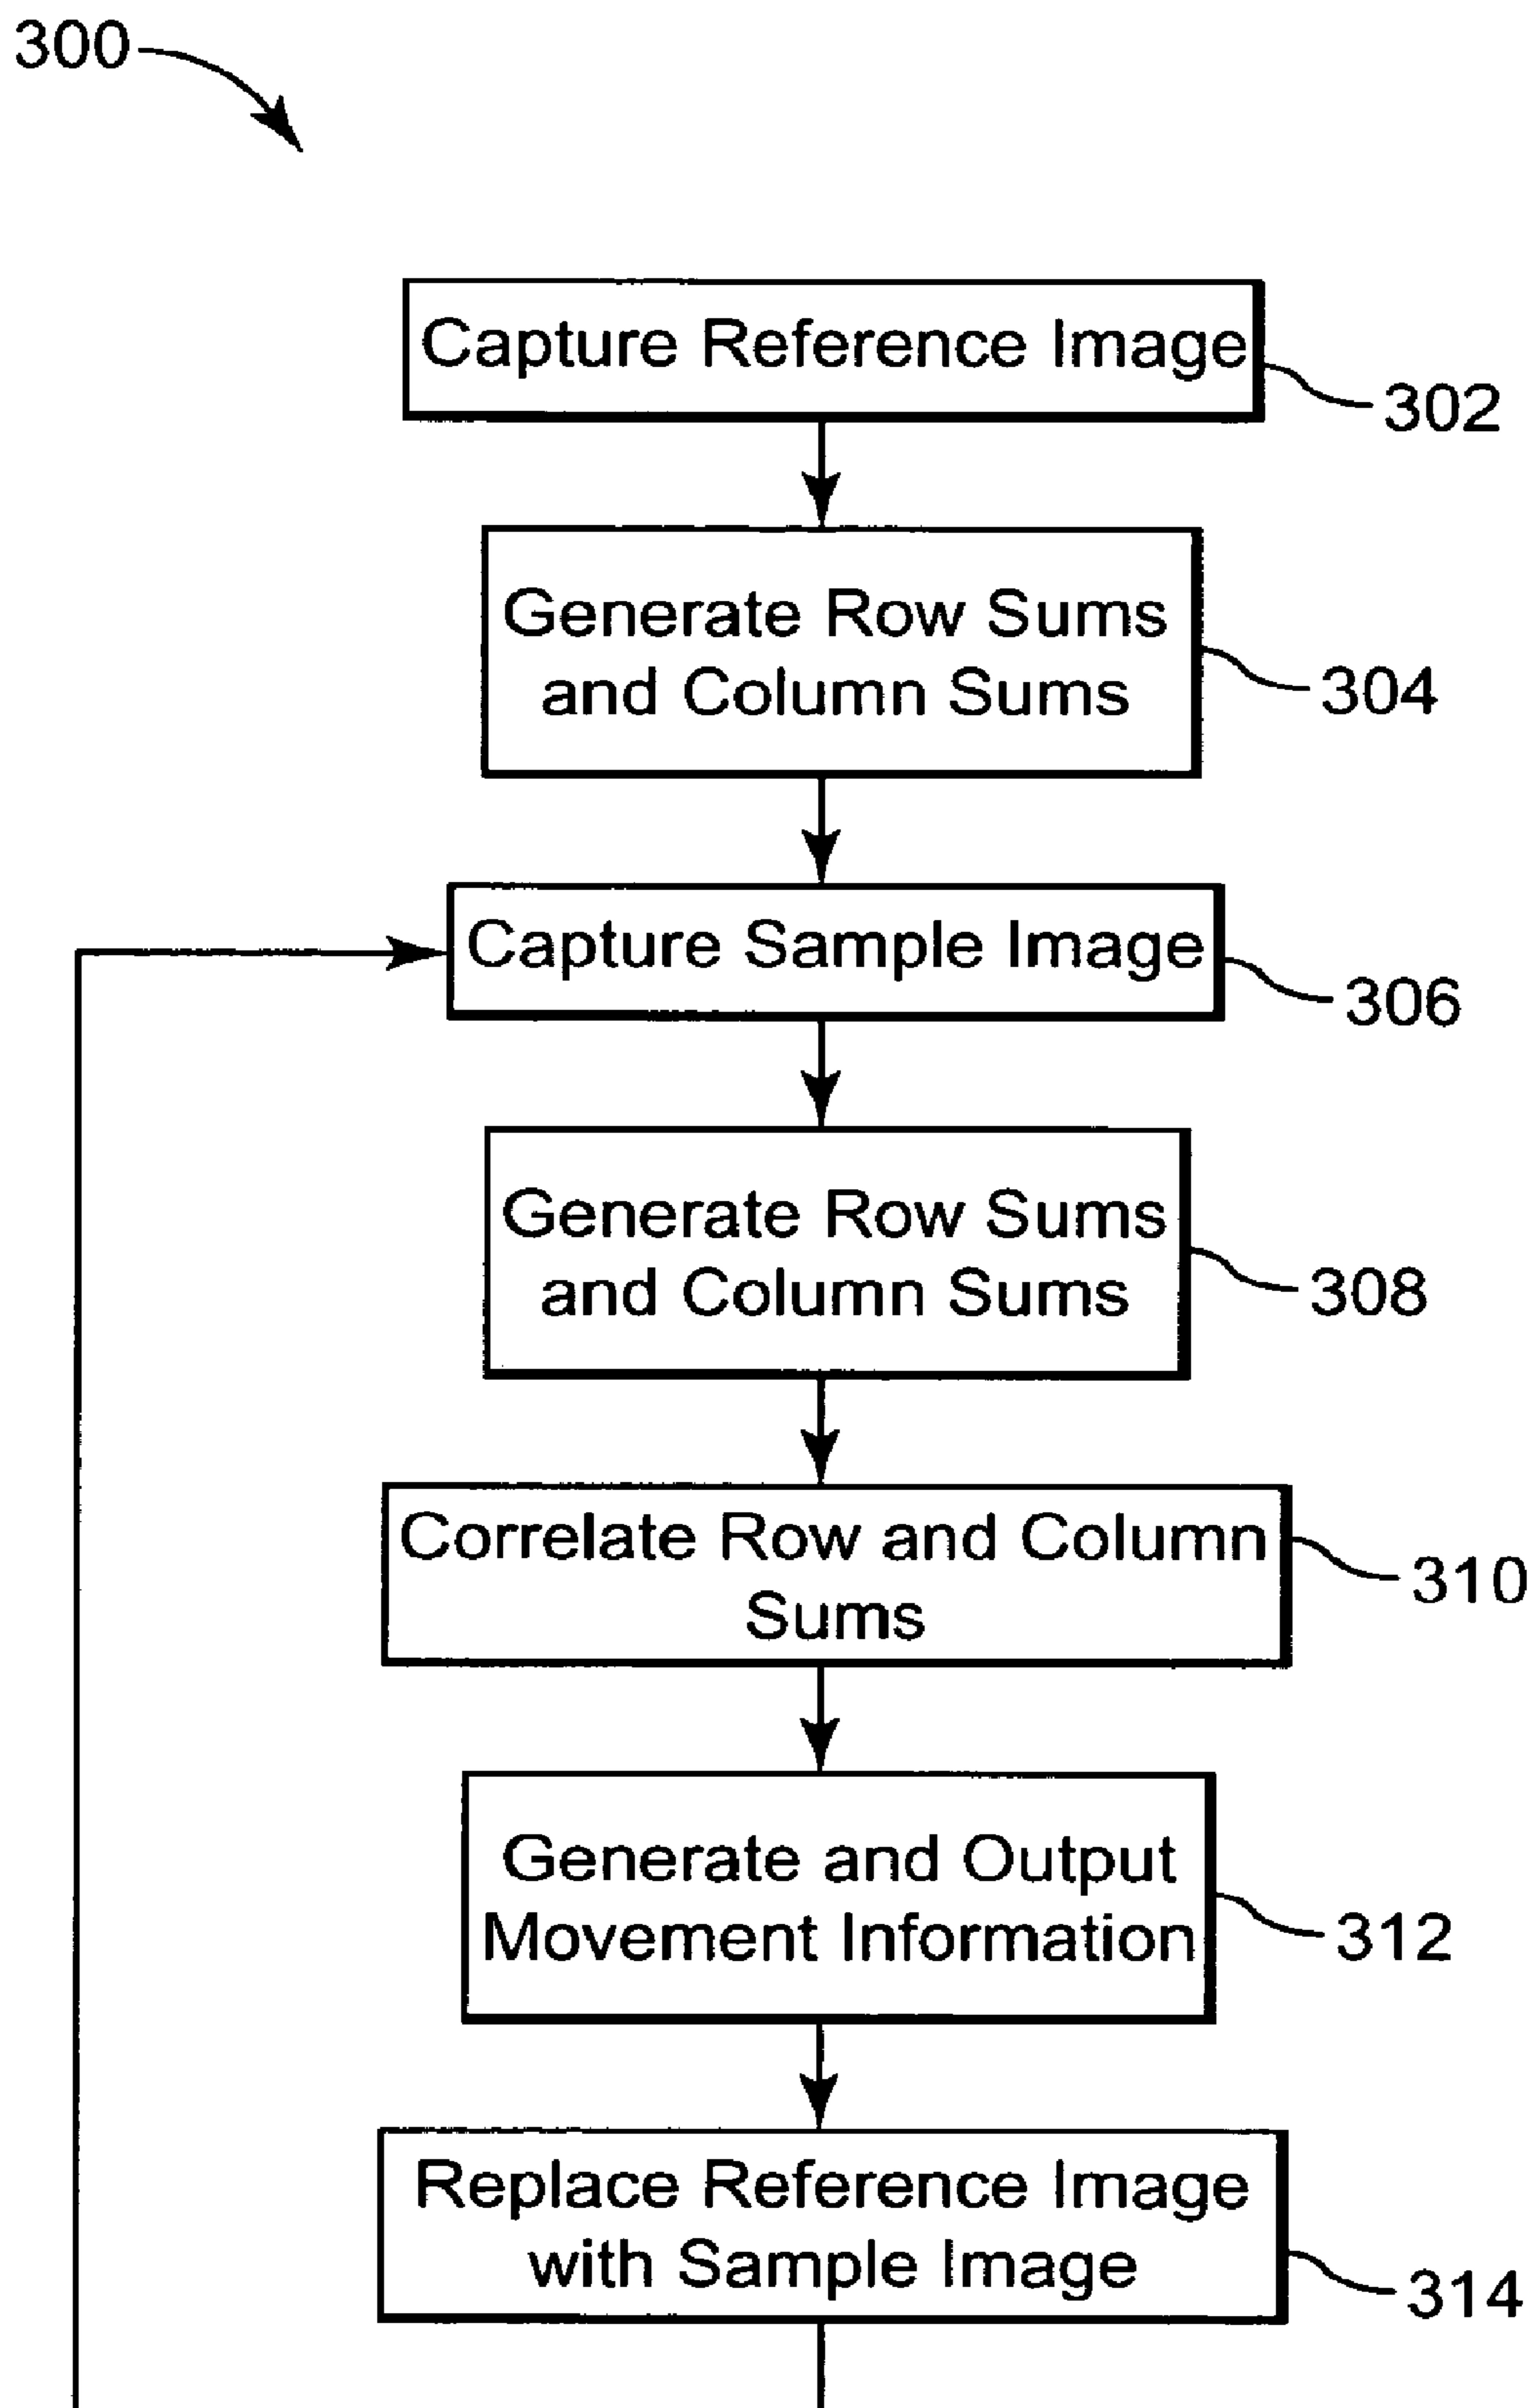 300
Capture Reference Image
302
Generate Row Sums
and Column Sums
304
Capture Sample Image
306
Generate Row Sums
and Column Sums
308
Correlate Row and Column
Sums
310
Generate and Output
Movement Information
312
Replace Reference Image
with Sample Image
314